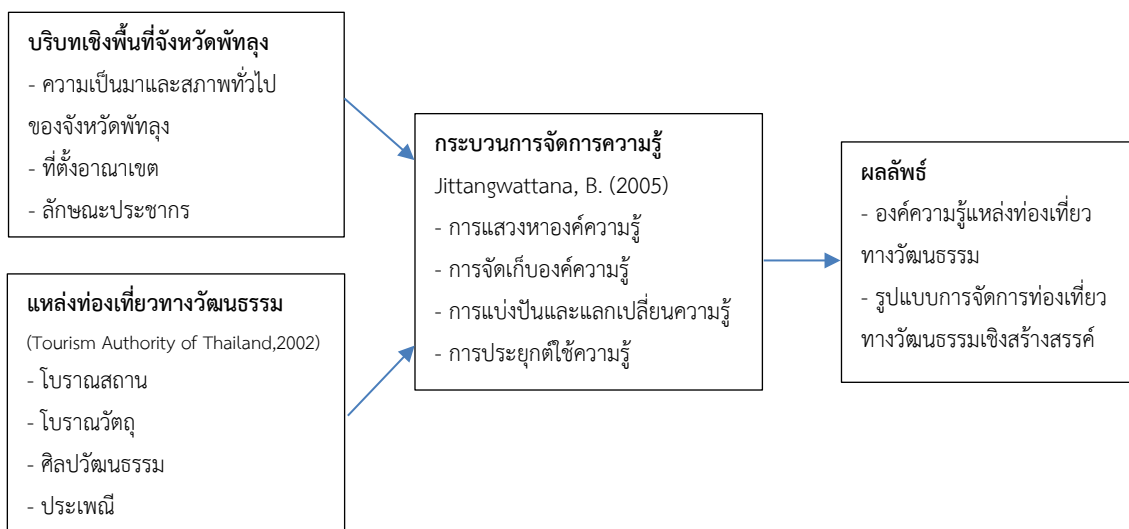 บริบทเชิงพื้นที่จังหวัดพัทลุง
- ความเป็นมาและสภาพทั่วไป
ของจังหวัดพัทลุง
- ที่ตั้งอาณาเขต
- ลักษณะประชากร
แหล่งท่องเที่ยวทางวัฒนธรรม
(Tourism Authority of Thailand,2002)
- โบราณสถาน
- โบราณวัตถุ
- ศิลปวัฒนธรรม
- ประเพณี
กระบวนการจัดการความรู้
Jittangwattana, B. (2005)
- การแสวงหาองค์ความรู้
- การจัดเก็บองค์ความรู้
- การแบ่งปันและแลกเปลี่ยนความรู้
- การประยุกต์ใช้ความรู้
ผลลัพธ์
- องค์ความรู้แหล่งท่องเที่ยว
ทางวัฒนธรรม
- รูปแบบการจัดการท่องเที่ยว
ทางวัฒนธรรมเชิงสร้างสรรค์